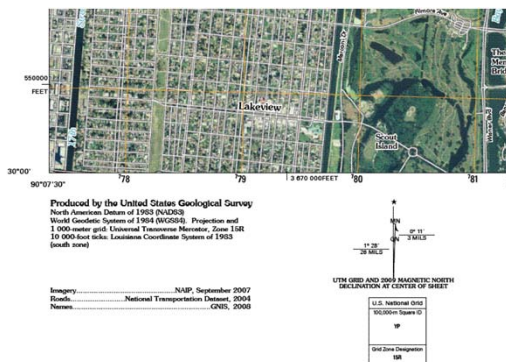 550000
FEET
Lakeview
Scout
Island
30°00'
90°07'30"
78
79
3 670 000FEET
80
81
Produced by the United States Geological Survey
North American Datum of 1983 (NAD83)
World Geodetic System of 1984 (WGS84). Projection and
1 000-meter grid: Universal Transverse Mercator, Zone 15R
10 000-foot ticks: Louisiana Coordinate System of 1983
(south zone)
Imagery.....................................NAIP, September 2007
Roads.......................National Transportation Dataset, 2004
Names............................................GNIS, 2008
MN
GN
0° 11'
3 MILS
1° 28'
26 MILS
UTM GRID AND 2009 MAGNETIC NORTH
DECLINATION AT CENTER OF SHEET
U.S. National Grid
100,000-m Square ID
YP
Grid Zone Designation
15R